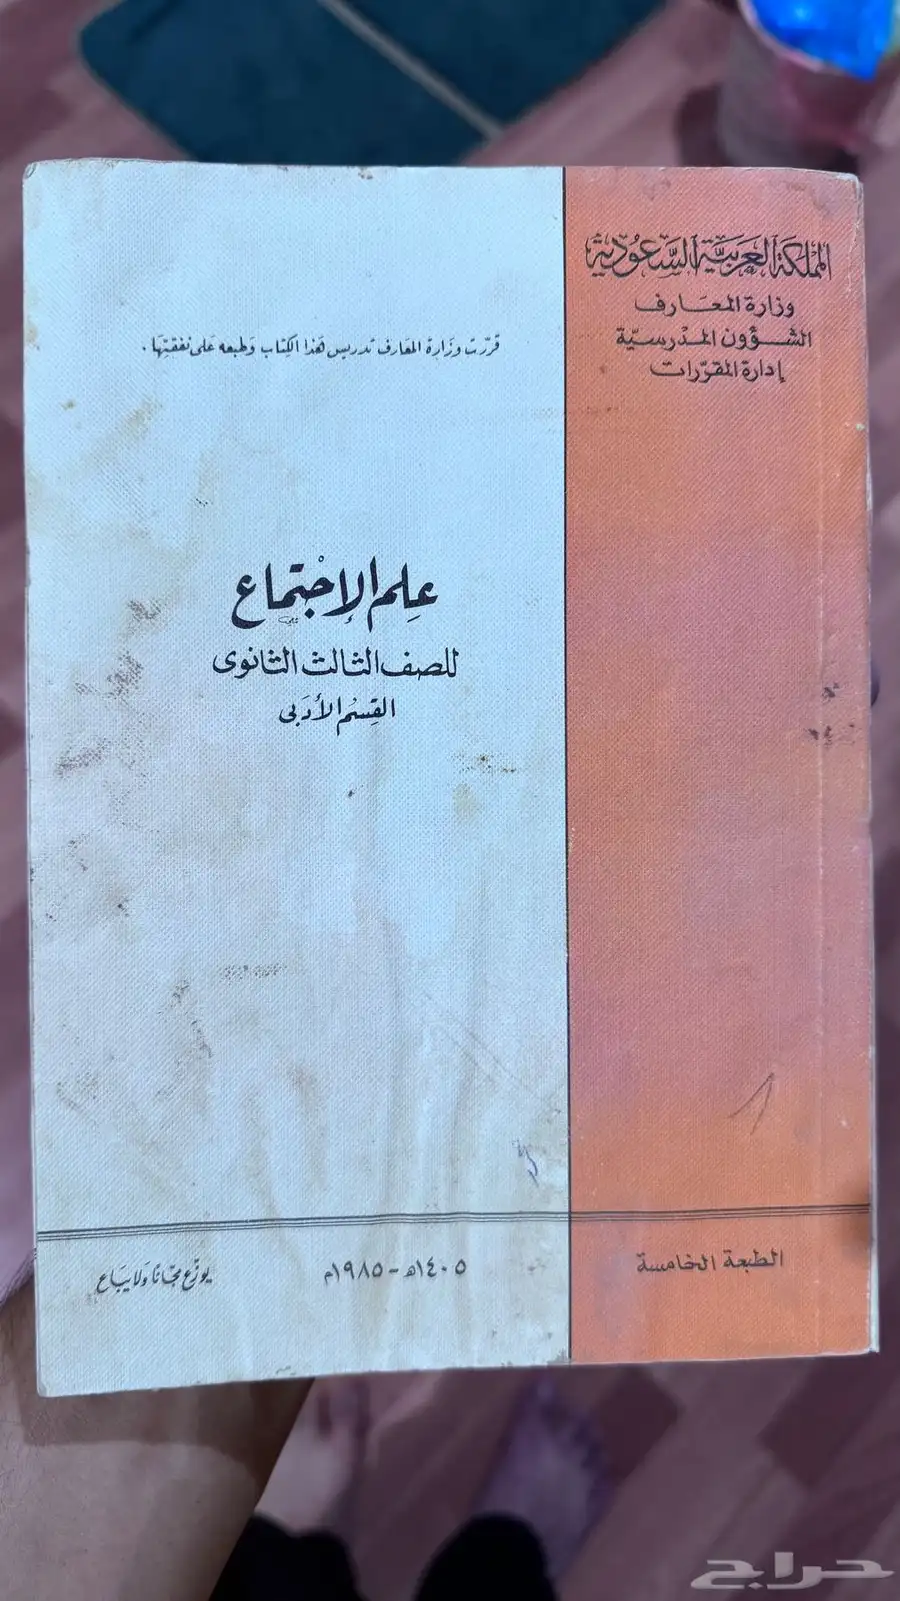 المملكة العربية السعودية
وزارة المعارف
الشؤون المدرسية
إدارة المقررات
قررت وزارة المعارف تدريس هذا الكتاب وطبعه على نفقتها .
علم الإجتماع
للصف الثالث الثانوى
القسم الأدبى
الطبعة الخامسة
١٤٠٥هـ - ١٩٨٥م
يوزع مجاناً ولا يباع
حراج